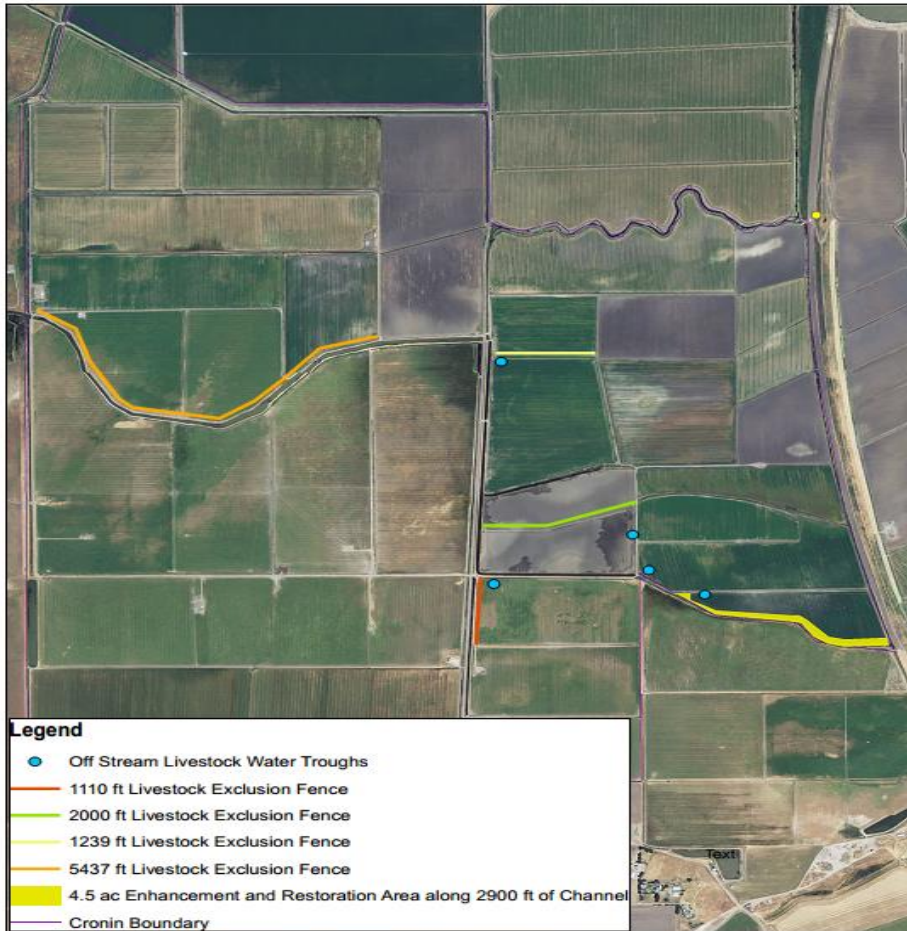 Text
Legend
Off Stream Livestock Water Troughs
1110 ft Livestock Exclusion Fence
2000 ft Livestock Exclusion Fence
1239 ft Livestock Exclusion Fence
5437 ft Livestock Exclusion Fence
4.5 ac Enhancement and Restoration Area along 2900 ft of Channel
Cronin Boundary